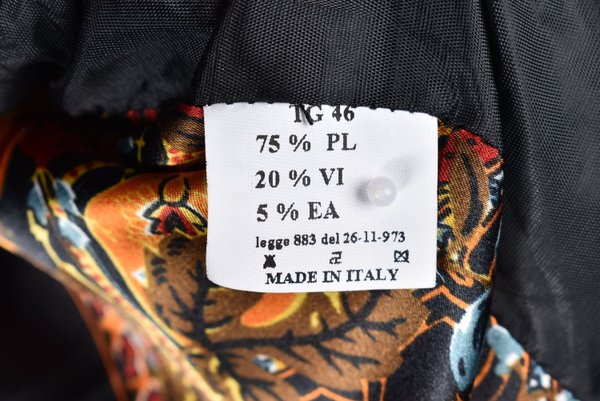 TG 46
75 % PL
20 % VI
5 % EA
legge 883 del 26-11-973
MADE IN ITALY